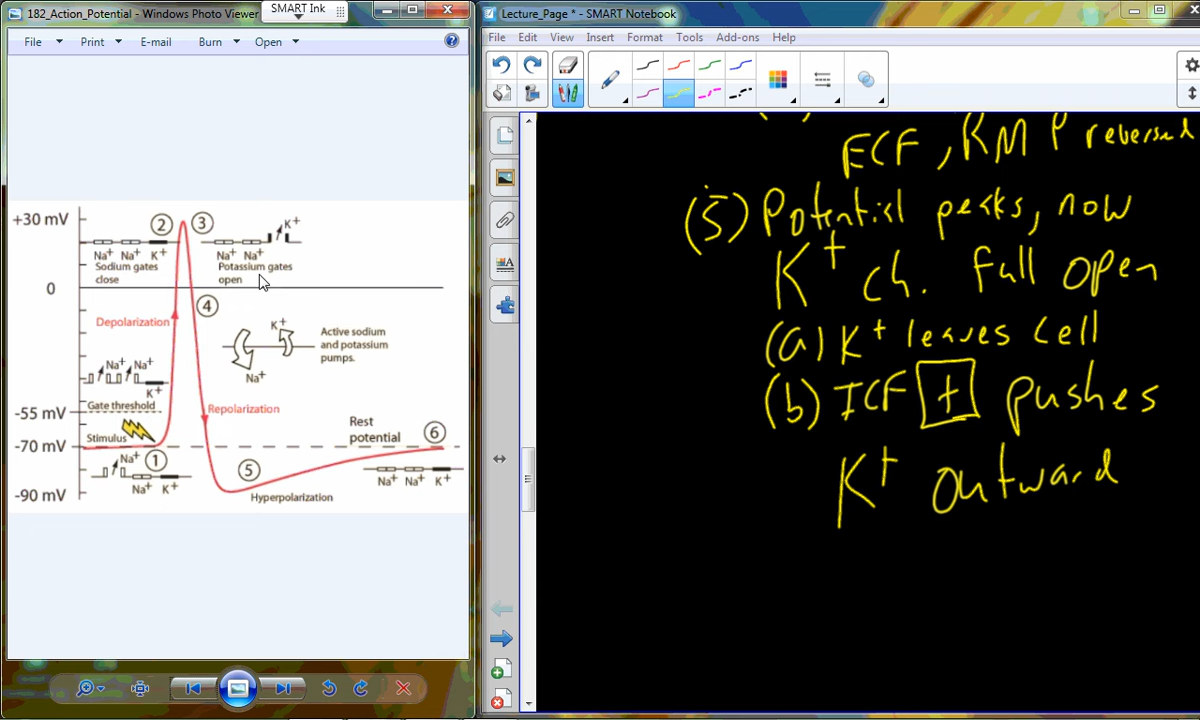 182_Action_Potential - Windows Photo Viewer
SMART Ink
File Print E-mail Burn Open
+30 mV
0
-55 mV
-70 mV
-90 mV
2
3
K+
Na+ Na+ K+
Sodium gates
close
Na+ Na+
Potassium gates
open
4
Depolarization
K+
Na+
Active sodium
and potassium
pumps.
Na+ Na+
K+
Gate threshold
Repolarization
Stimulus
Rest
potential
6
1
Na+
Na+ K+
5
Hyperpolarization
Na+ Na+ K+
Lecture_Page * - SMART Notebook
File Edit View Insert Format Tools Add-ons Help
ECF, RMP reversed
(5) Potential peaks, now
K+ ch. full open
(a) K+ leaves cell
(b) ICF + pushes
K+ outward